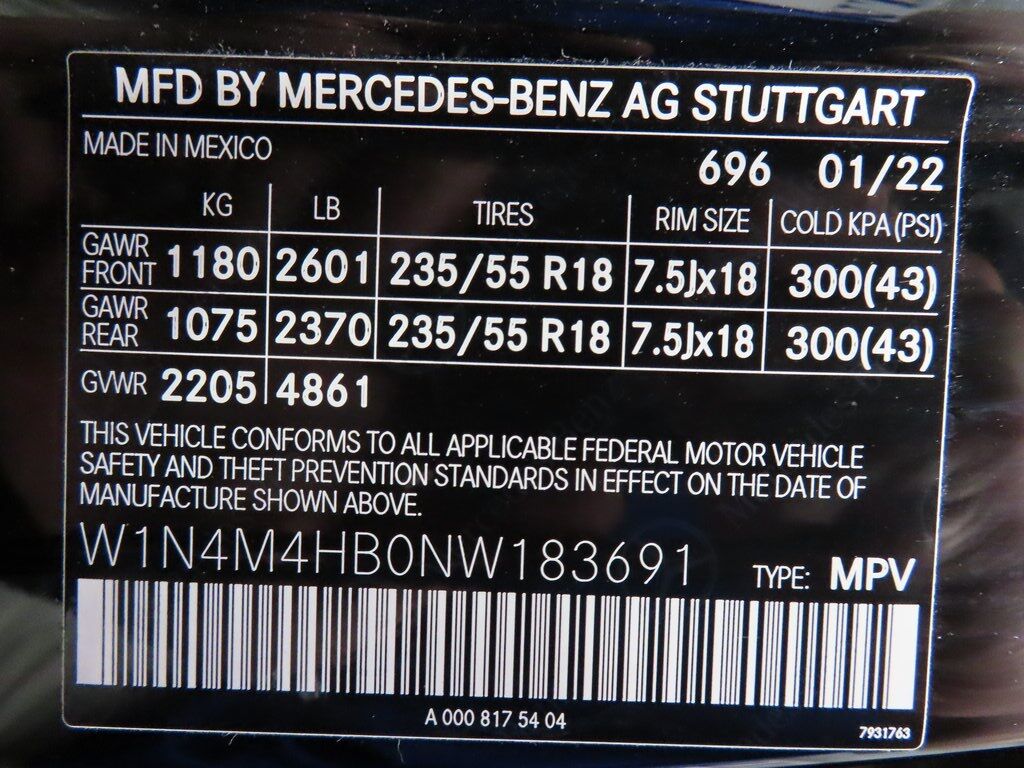 MFD BY MERCEDES-BENZ AG STUTTGART
MADE IN MEXICO
696 01/22
KG LB TIRES RIM SIZE COLD KPA (PSI)
GAWR FRONT 1180 2601 235/55 R18 7.5Jx18 300(43)
GAWR REAR 1075 2370 235/55 R18 7.5Jx18 300(43)
GVWR 2205 4861
THIS VEHICLE CONFORMS TO ALL APPLICABLE FEDERAL MOTOR VEHICLE
SAFETY AND THEFT PREVENTION STANDARDS IN EFFECT ON THE DATE OF
MANUFACTURE SHOWN ABOVE.
W1N4M4HB0NW183691 TYPE: MPV
A 000 817 54 04
7931763